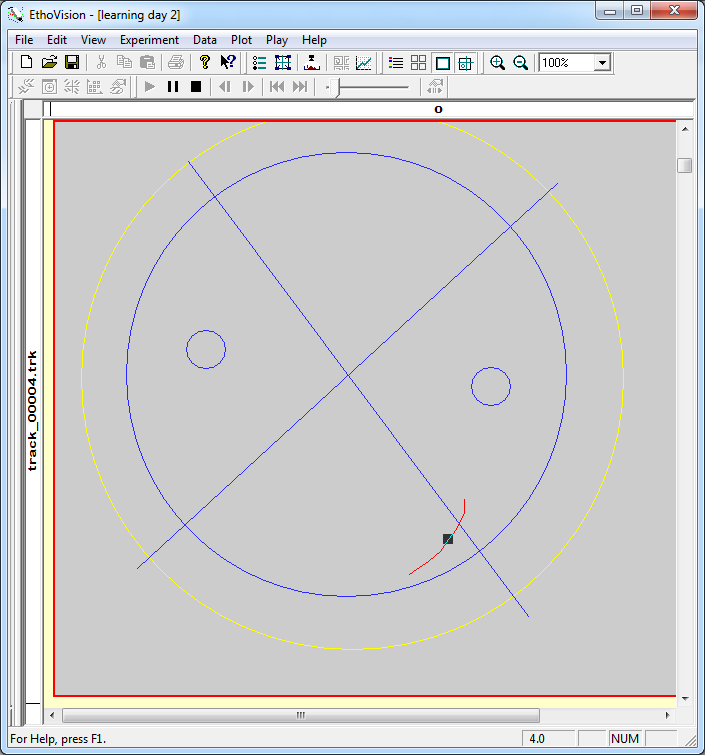 EthoVision - [learning day 2]
File Edit View Experiment Data Plot Play Help
100%
o
track_00004.trk
For Help, press F1.
4.0
NUM